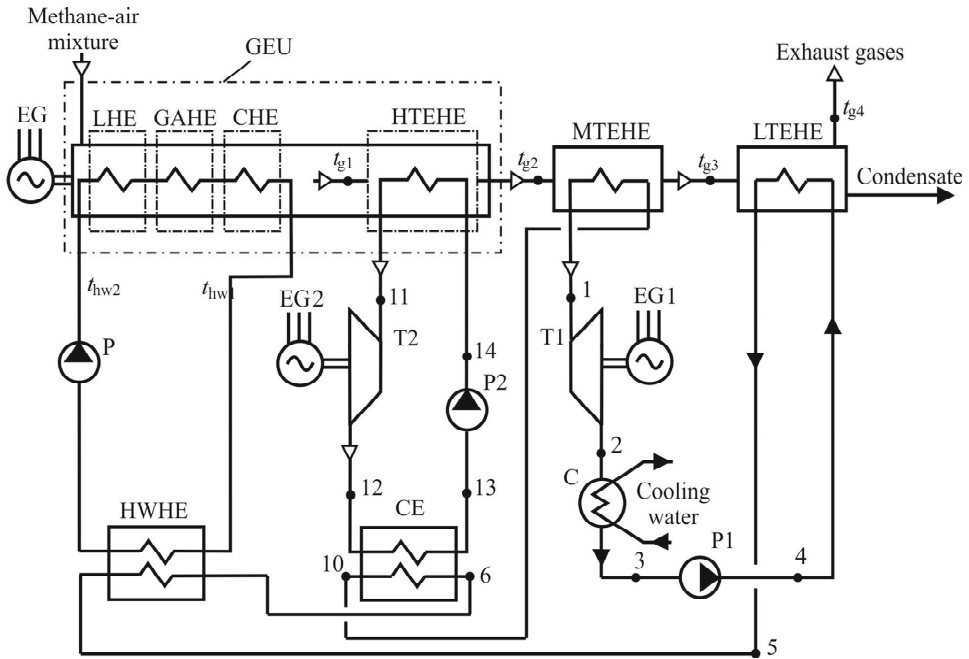 Methane-air
mixture
GEU
Exhaust gases
EG
LHE
GAHE
CHE
HTEHE
MTEHE
LTEHE
tg4
tg1
tg2
tg3
Condensate
thw2
thw1
11
1
EG2
T2
EG1
T1
P
14
P2
2
12
13
C
Cooling
water
HWHE
CE
P1
10
6
3
4
5